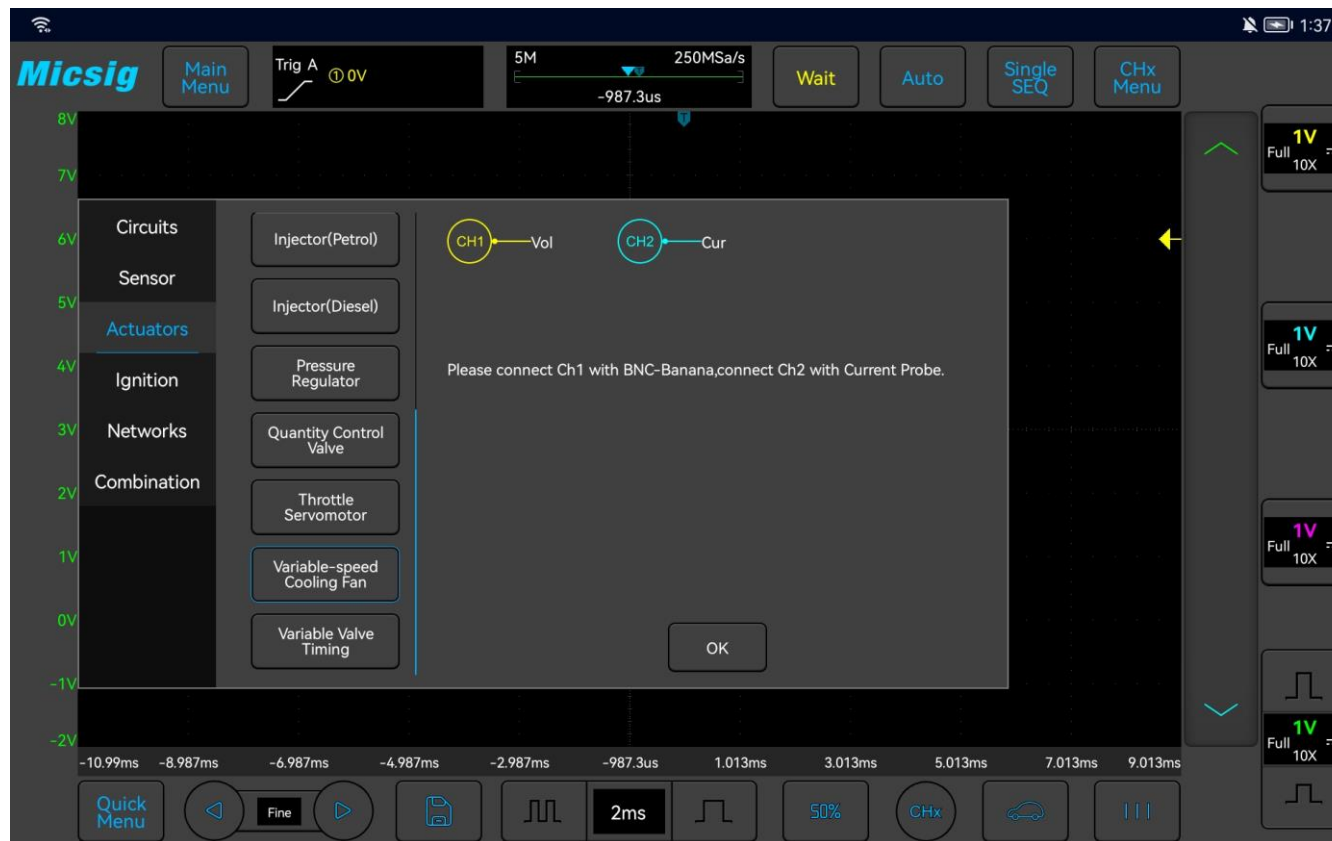 1:37
Micsig
Main
Menu
Trig A
① 0V
5M
250MSa/s
-987.3us
Wait
Auto
Single
SEQ
CHx
Menu
8V
7V
6V
5V
4V
3V
2V
1V
0V
-1V
-2V
T
Circuits
Sensor
Actuators
Ignition
Networks
Combination
Injector(Petrol)
Injector(Diesel)
Pressure
Regulator
Quantity Control
Valve
Throttle
Servomotor
Variable-speed
Cooling Fan
Variable Valve
Timing
CH1
Vol
CH2
Cur
Please connect Ch1 with BNC-Banana,connect Ch2 with Current Probe.
OK
1V
Full
10X
1V
Full
10X
1V
Full
10X
1V
Full
10X
-10.99ms -8.987ms -6.987ms -4.987ms -2.987ms -987.3us 1.013ms 3.013ms 5.013ms 7.013ms 9.013ms
Quick
Menu
Fine
2ms
50%
CHx